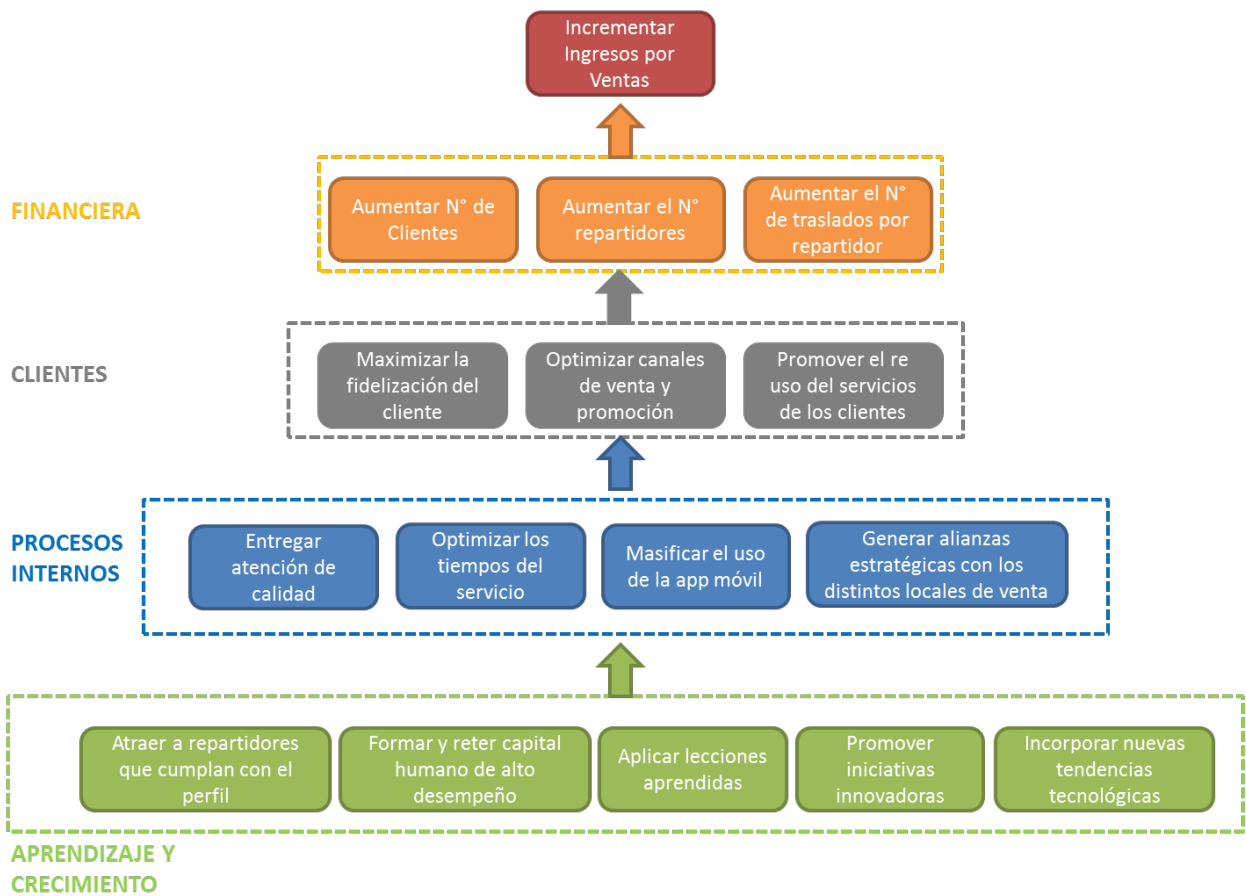 Incrementar
Ingresos por
Ventas
FINANCIERA
Aumentar N° de
Clientes
Aumentar el N°
repartidores
Aumentar el N°
de traslados por
repartidor
CLIENTES
Maximizar la
fidelización del
cliente
Optimizar canales
de venta y
promoción
Promover el re
uso del servicios
de los clientes
PROCESOS
INTERNOS
Entregar
atención de
calidad
Optimizar los
tiempos del
servicio
Masificar el uso
de la app móvil
Generar alianzas
estratégicas con los
distintos locales de venta
Atraer a repartidores
que cumplan con el
perfil
Formar y reter capital
humano de alto
desempeño
Aplicar lecciones
aprendidas
Promover
iniciativas
innovadoras
Incorporar nuevas
tendencias
tecnológicas
APRENDIZAJE Y
CRECIMIENTO